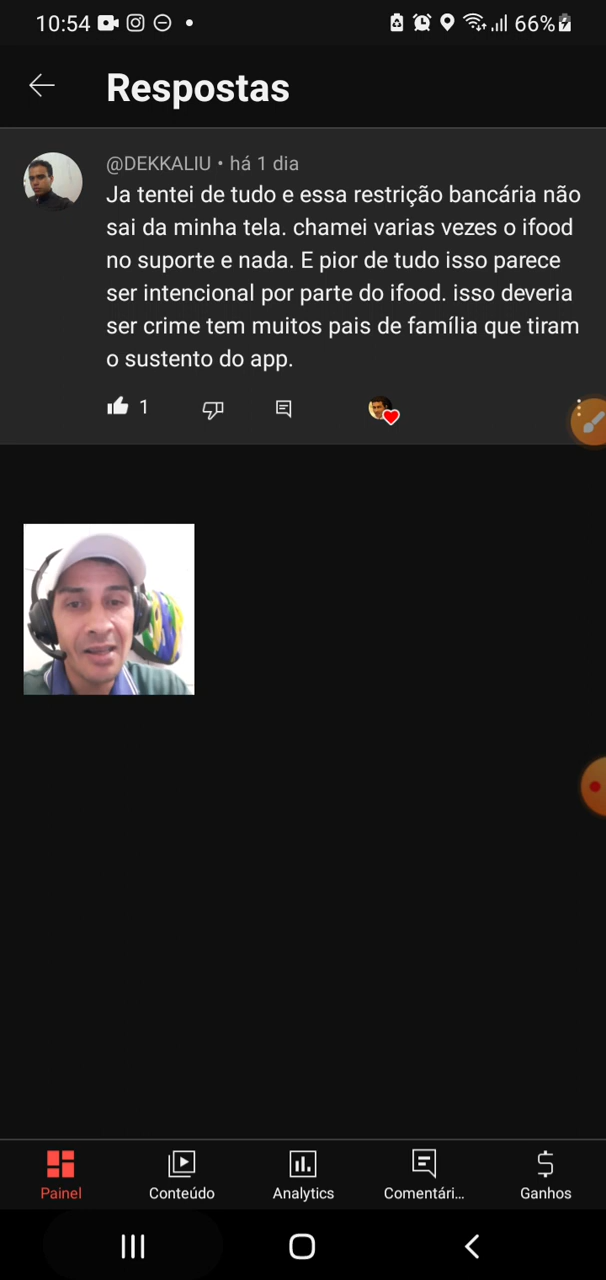 10:54 66%
Respostas
@DEKKALIU • há 1 dia
Ja tentei de tudo e essa restrição bancária não
sai da minha tela. chamei varias vezes o ifood
no suporte e nada. E pior de tudo isso parece
ser intencional por parte do ifood. isso deveria
ser crime tem muitos pais de família que tiram
o sustento do app.
1
Painel Conteúdo Analytics Comentári... Ganhos